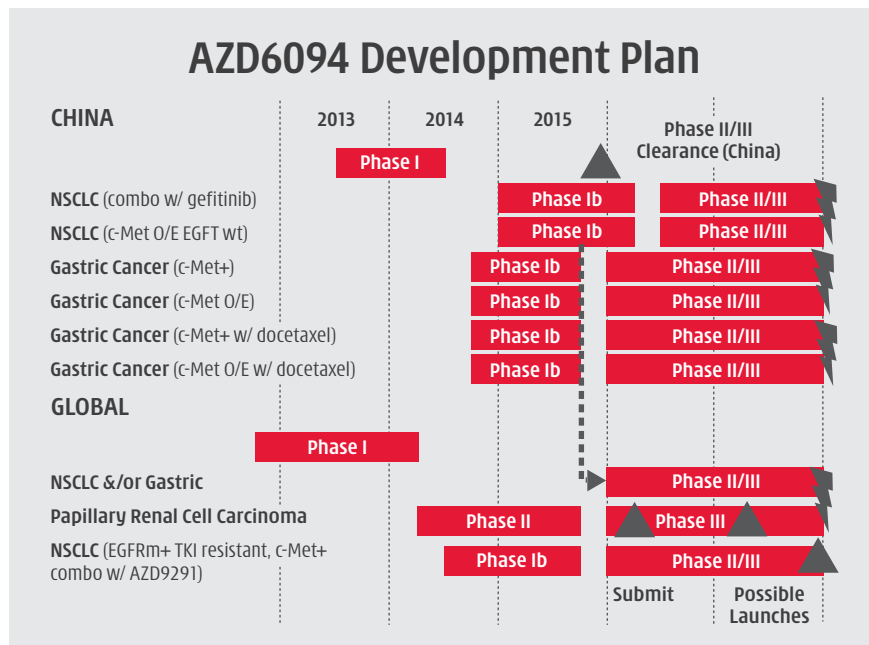 AZD6094 Development Plan
CHINA
2013
2014
2015
Phase II/III
Clearance (China)
Phase I
NSCLC (combo w/ gefitinib)
Phase Ib
Phase II/III
NSCLC (c-Met O/E EGFT wt)
Phase Ib
Phase II/III
Gastric Cancer (c-Met+)
Phase Ib
Phase II/III
Gastric Cancer (c-Met O/E)
Phase Ib
Phase II/III
Gastric Cancer (c-Met+ w/ docetaxel)
Phase Ib
Phase II/III
Gastric Cancer (c-Met O/E w/ docetaxel)
Phase Ib
Phase II/III
GLOBAL
Phase I
NSCLC &/or Gastric
Phase II/III
Papillary Renal Cell Carcinoma
Phase II
Phase III
NSCLC (EGFRm+ TKI resistant, c-Met+
combo w/ AZD9291)
Phase Ib
Phase II/III
Submit
Possible
Launches